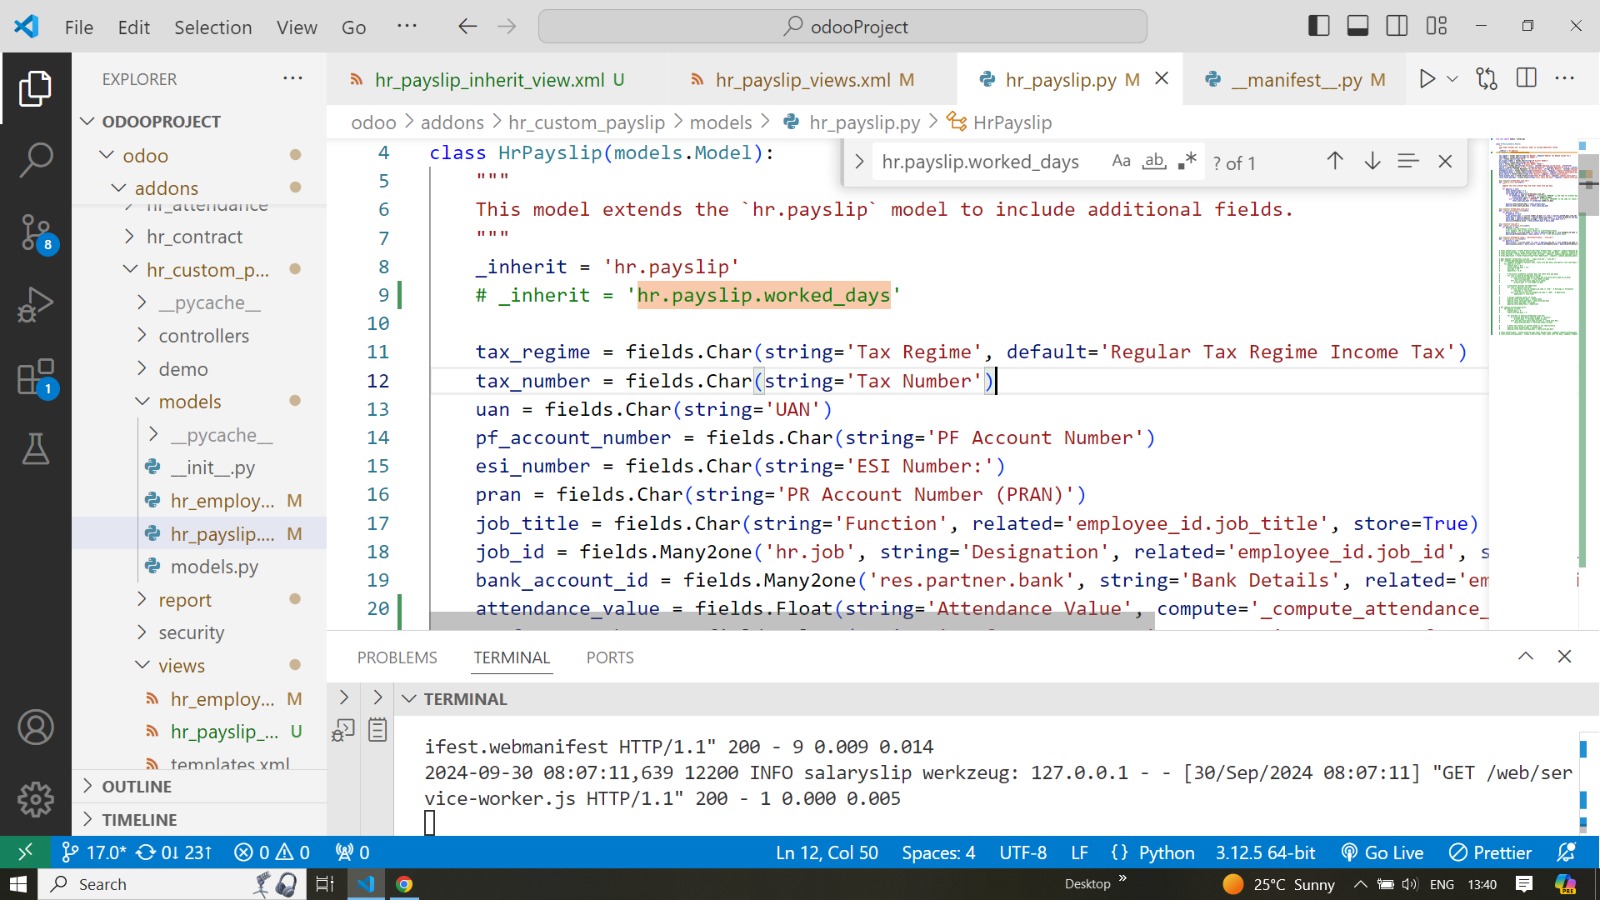 File Edit Selection View Go ··· odooProject
EXPLORER ···
ODOOPROJECT
odoo
addons
hr_attendance
hr_contract
hr_custom_p...
__pycache__
controllers
demo
models
__pycache__
__init__.py
hr_employ... M
hr_payslip.... M
models.py
report
security
views
hr_employ... M
hr_payslip_... U
templates.xml
OUTLINE
TIMELINE
8
1
hr_payslip_inherit_view.xml U hr_payslip_views.xml M hr_payslip.py M __manifest__.py M ···
odoo > addons > hr_custom_payslip > models > hr_payslip.py > HrPayslip
hr.payslip.worked_days Aa ab .* ? of 1
4 class HrPayslip(models.Model):
5 """
6 This model extends the `hr.payslip` model to include additional fields.
7 """
8 _inherit = 'hr.payslip'
9 # _inherit = 'hr.payslip.worked_days'
10
11 tax_regime = fields.Char(string='Tax Regime', default='Regular Tax Regime Income Tax')
12 tax_number = fields.Char(string='Tax Number')
13 uan = fields.Char(string='UAN')
14 pf_account_number = fields.Char(string='PF Account Number')
15 esi_number = fields.Char(string='ESI Number:')
16 pran = fields.Char(string='PR Account Number (PRAN)')
17 job_title = fields.Char(string='Function', related='employee_id.job_title', store=True)
18 job_id = fields.Many2one('hr.job', string='Designation', related='employee_id.job_id', s
19 bank_account_id = fields.Many2one('res.partner.bank', string='Bank Details', related='em
20 attendance_value = fields.Float(string='Attendance Value', compute='_compute_attendance_
PROBLEMS TERMINAL PORTS
TERMINAL
ifest.webmanifest HTTP/1.1" 200 - 9 0.009 0.014
2024-09-30 08:07:11,639 12200 INFO salaryslip werkzeug: 127.0.0.1 - - [30/Sep/2024 08:07:11] "GET /web/ser
vice-worker.js HTTP/1.1" 200 - 1 0.000 0.005
17.0* 0↓ 23↑ 0 0 0 Ln 12, Col 50 Spaces: 4 UTF-8 LF {} Python 3.12.5 64-bit Go Live Prettier
Search Desktop » 25°C Sunny ENG 13:40